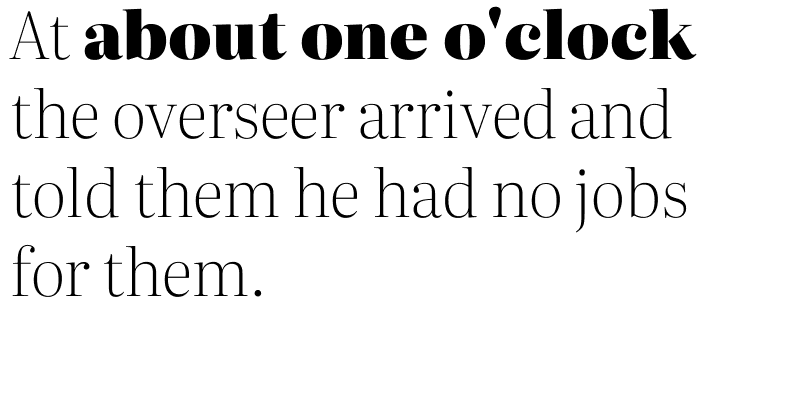 At about one o'clock
the overseer arrived and
told them he had no jobs
for them.